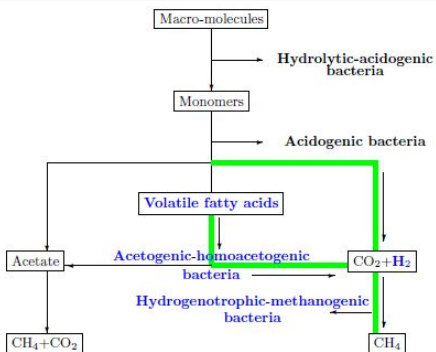 Macro-molecules
Hydrolytic-acidogenic
bacteria
Monomers
Acidogenic bacteria
Volatile fatty acids
Acetate
Acetogenic-homoacetogenic
bacteria
CO₂+H₂
Hydrogenotrophic-methanogenic
bacteria
CH₄+CO₂
CH₄